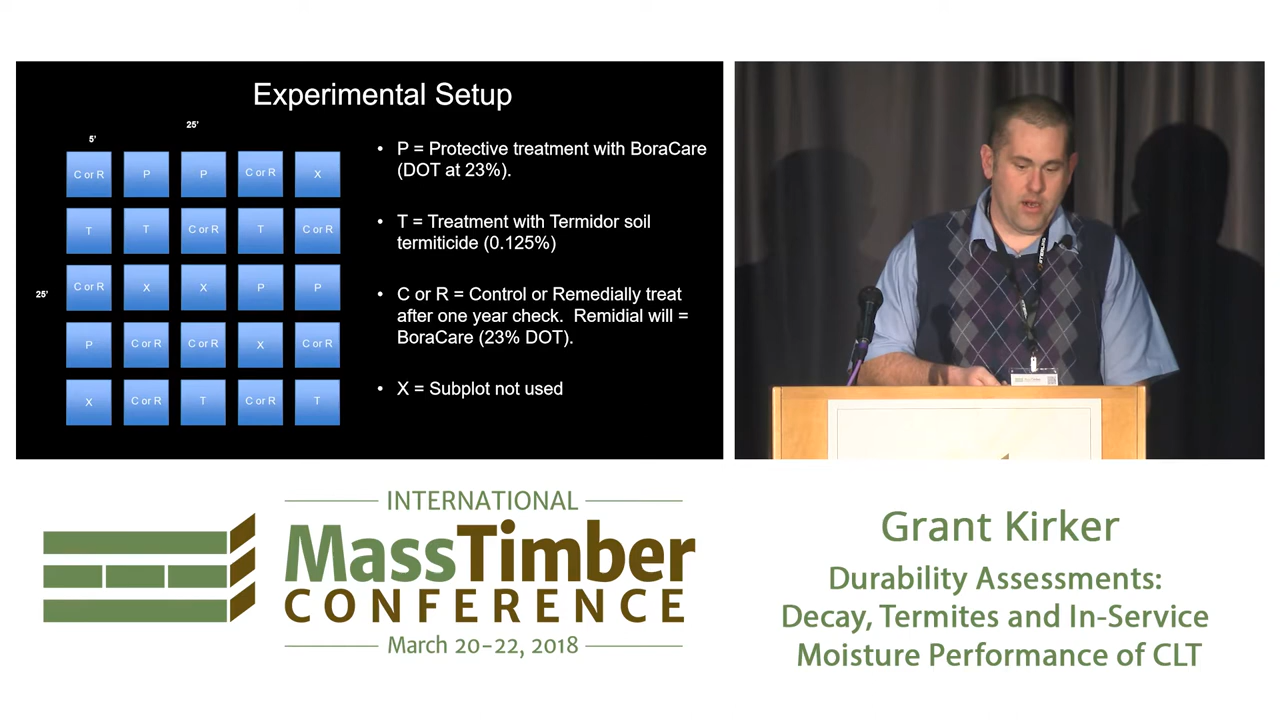 Experimental Setup
25'
5'
C or R P P C or R X
T T C or R T C or R
25'
C or R X X P P
P C or R C or R X C or R
X C or R T C or R T
• P = Protective treatment with BoraCare
(DOT at 23%).
• T = Treatment with Termidor soil
termiticide (0.125%)
• C or R = Control or Remedially treat
after one year check. Remidial will =
BoraCare (23% DOT).
• X = Subplot not used
INTERNATIONAL
MassTimber
CONFERENCE
March 20–22, 2018
Grant Kirker
Durability Assessments:
Decay, Termites and In-Service
Moisture Performance of CLT